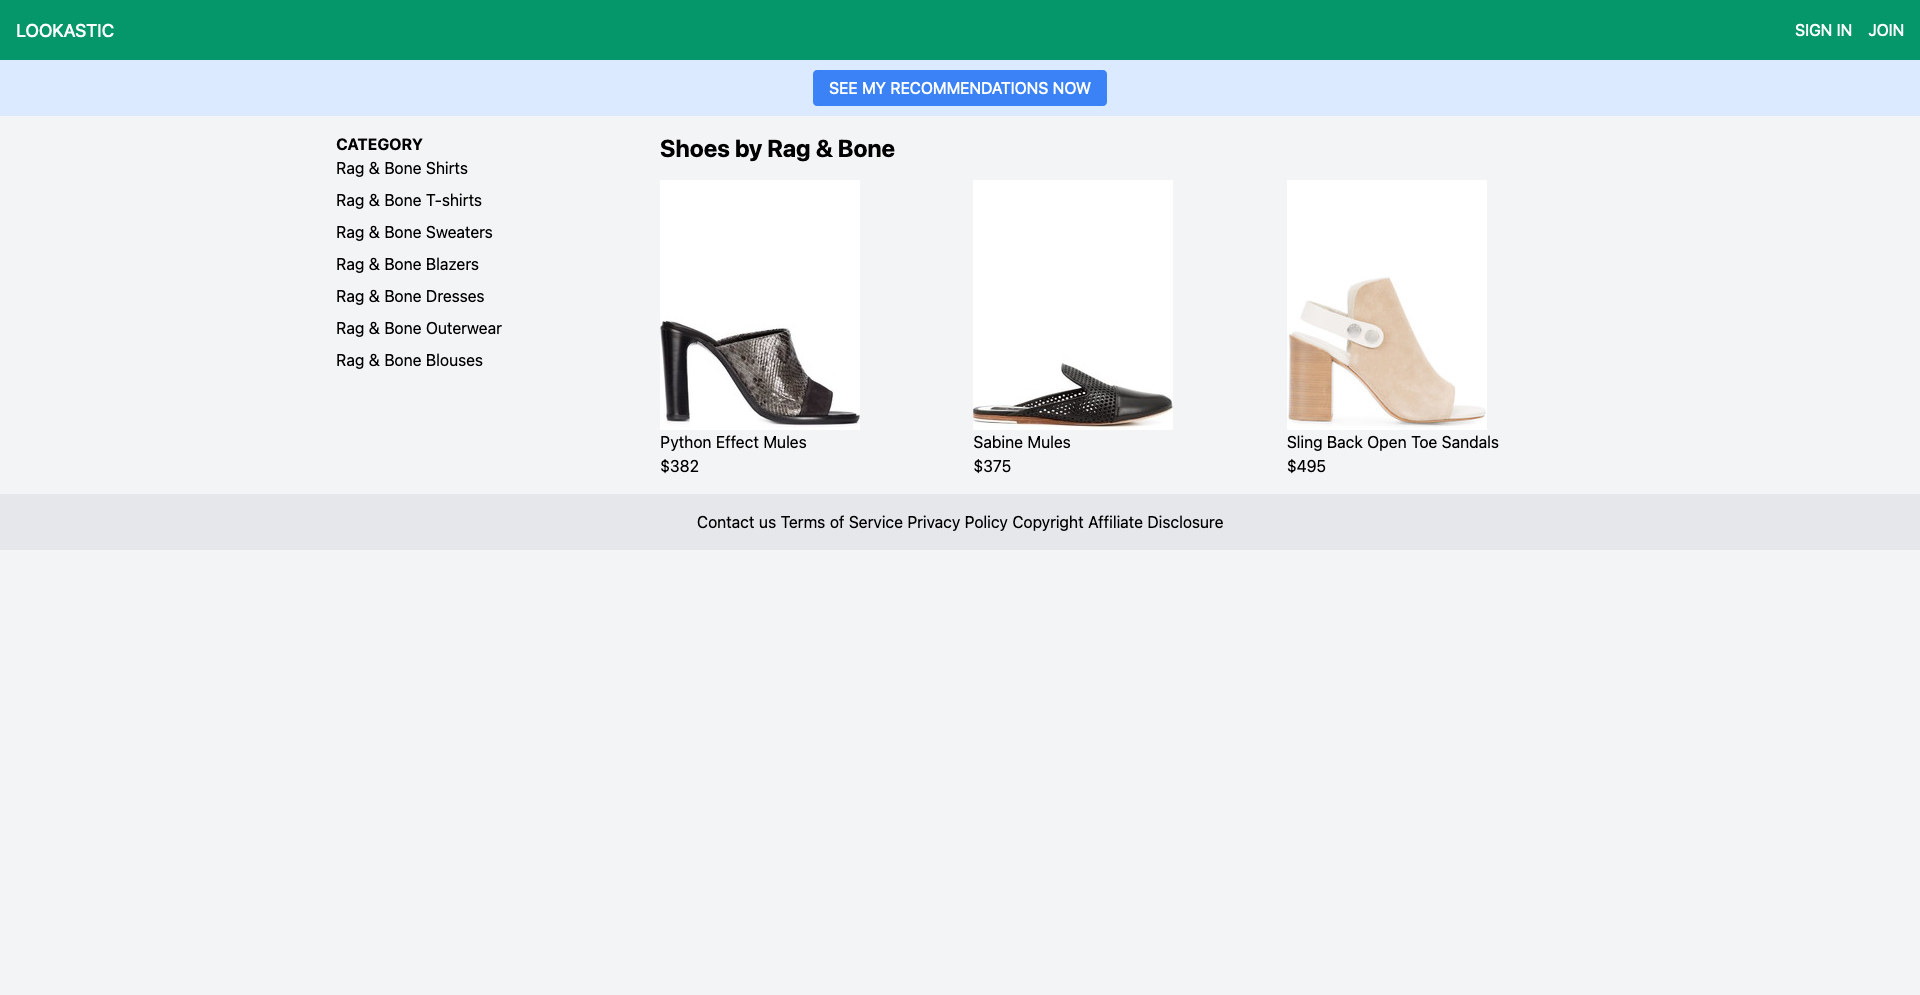 LOOKASTIC
SIGN IN JOIN
SEE MY RECOMMENDATIONS NOW
CATEGORY
Rag & Bone Shirts
Rag & Bone T-shirts
Rag & Bone Sweaters
Rag & Bone Blazers
Rag & Bone Dresses
Rag & Bone Outerwear
Rag & Bone Blouses
Shoes by Rag & Bone
Python Effect Mules
$382
Sabine Mules
$375
Sling Back Open Toe Sandals
$495
Contact us Terms of Service Privacy Policy Copyright Affiliate Disclosure